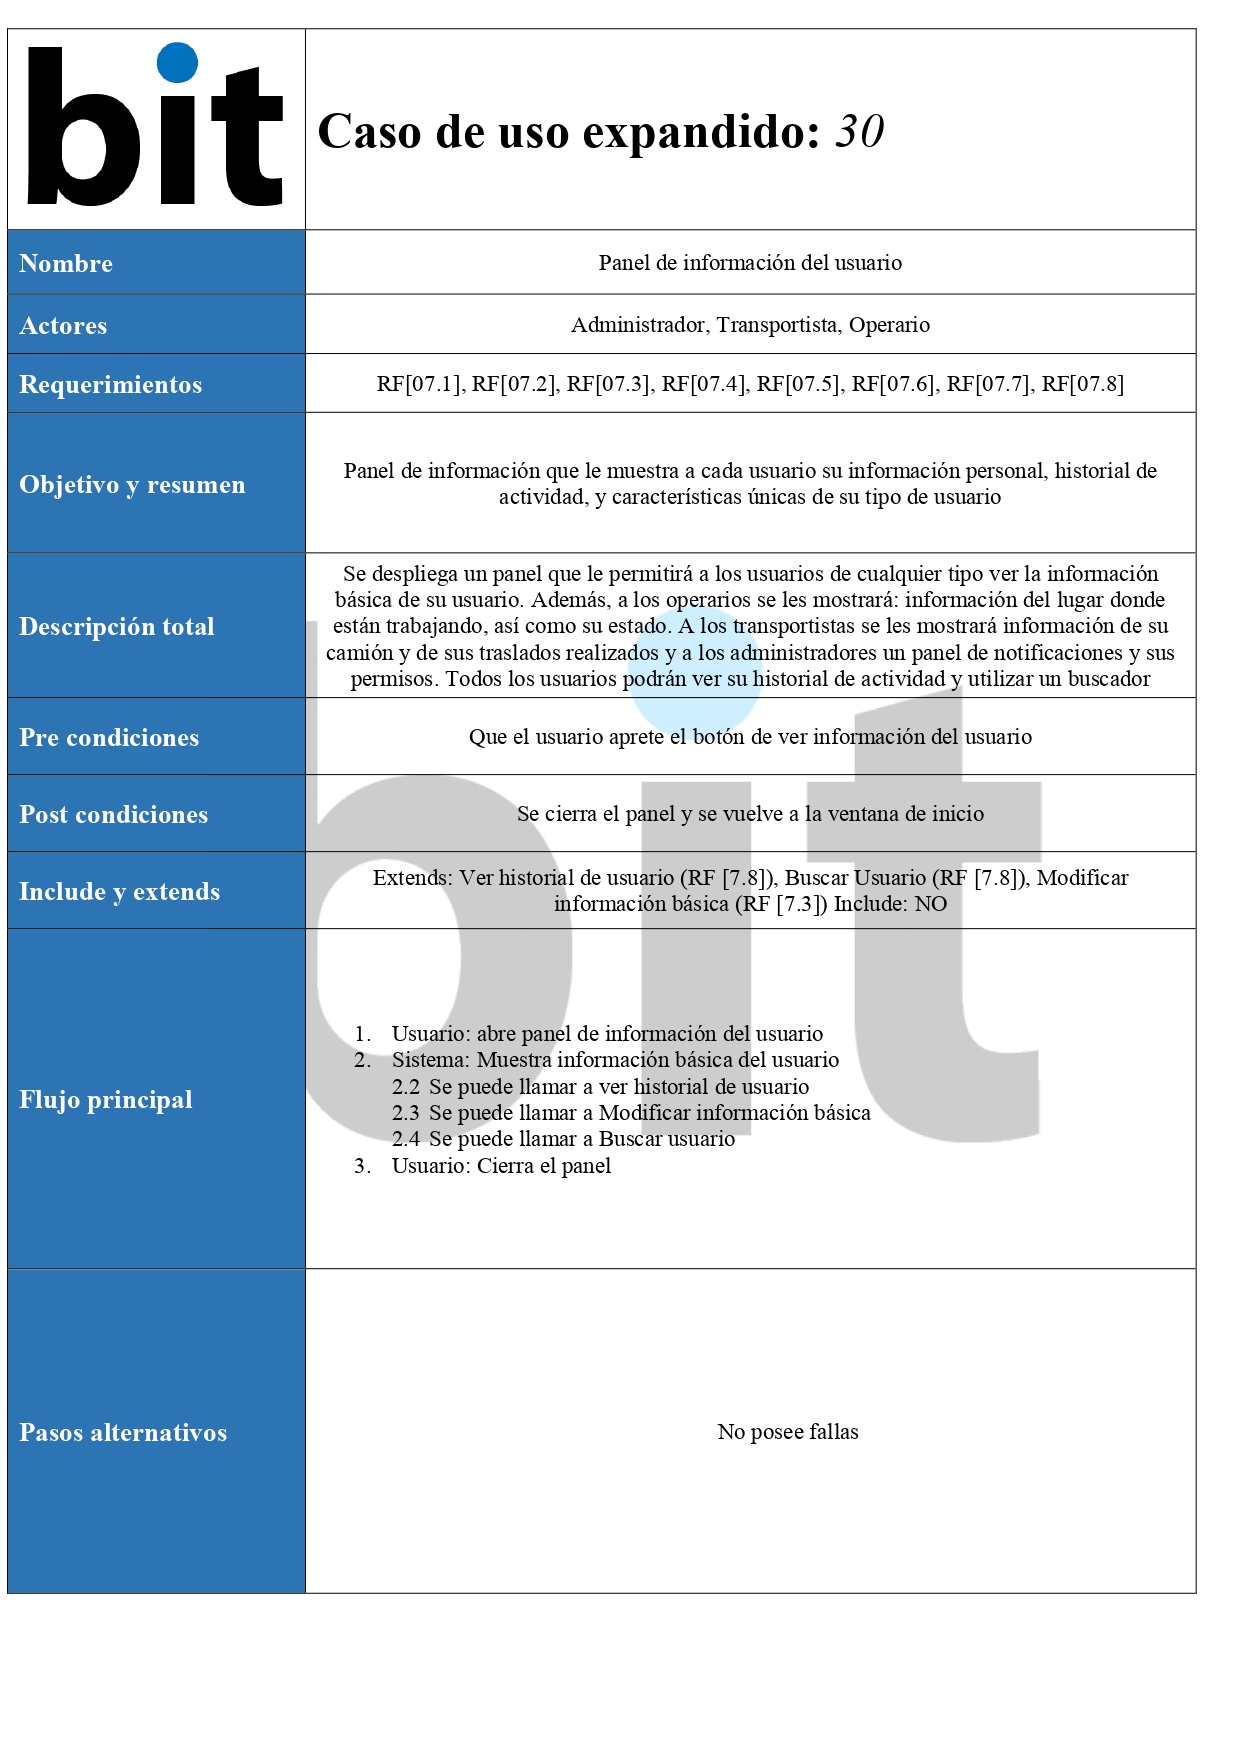 bit
Caso de uso expandido: 30
Nombre
Panel de información del usuario
Actores
Administrador, Transportista, Operario
Requerimientos
RF[07.1], RF[07.2], RF[07.3], RF[07.4], RF[07.5], RF[07.6], RF[07.7], RF[07.8]
Objetivo y resumen
Panel de información que le muestra a cada usuario su información personal, historial de
actividad, y características únicas de su tipo de usuario
Descripción total
Se despliega un panel que le permitirá a los usuarios de cualquier tipo ver la información
básica de su usuario. Además, a los operarios se les mostrará: información del lugar donde
están trabajando, así como su estado. A los transportistas se les mostrará información de su
camión y de sus traslados realizados y a los administradores un panel de notificaciones y sus
permisos. Todos los usuarios podrán ver su historial de actividad y utilizar un buscador
Pre condiciones
Que el usuario aprete el botón de ver información del usuario
Post condiciones
Se cierra el panel y se vuelve a la ventana de inicio
Include y extends
Extends: Ver historial de usuario (RF [7.8]), Buscar Usuario (RF [7.8]), Modificar
información básica (RF [7.3]) Include: NO
Flujo principal
1. Usuario: abre panel de información del usuario
2. Sistema: Muestra información básica del usuario
2.2 Se puede llamar a ver historial de usuario
2.3 Se puede llamar a Modificar información básica
2.4 Se puede llamar a Buscar usuario
3. Usuario: Cierra el panel
Pasos alternativos
No posee fallas
bit